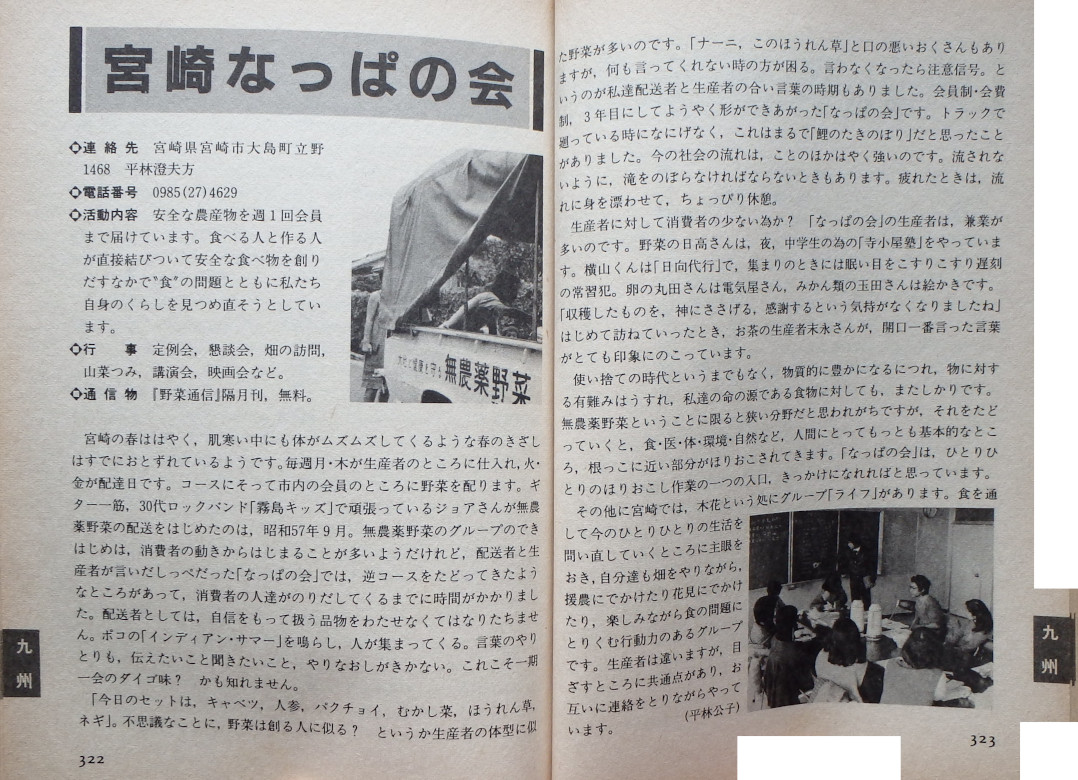 宮崎なっぱの会
◇連絡先 宮崎県宮崎市大島町立野
1468 平林澄夫方
◇電話番号 0985(27)4629
◇活動内容 安全な農産物を週1回会員
まで届けています。食べる人と作る人
が直接結びついて安全な食べ物を創り
だすなかで〝食〟の問題とともに私たち
自身のくらしを見つめ直そうとしてい
ます。
◇行事 定例会，懇談会，畑の訪問，
山菜つみ，講演会，映画会など。
◇通信物 『野菜通信』隔月刊，無料。
無農薬野菜
宮崎の春ははやく，肌寒い中にも体がムズムズしてくるような春のきざし
はすでにおとずれているようです。毎週月・木が生産者のところに仕入れ，火・
金が配達日です。コースにそって市内の会員のところに野菜を配ります。ギ
ター一筋，30代ロックバンド「霧島キッズ」で頑張っているジョアさんが無農
薬野菜の配送をはじめたのは，昭和57年9月。無農薬野菜のグループのでき
はじめは，消費者の動きからはじまることが多いようだけれど，配送者と生
産者が言いだしっぺだった「なっぱの会」では，逆コースをたどってきたよう
なところがあって，消費者の人達がのりだしてくるまでに時間がかかりまし
た。配送者としては，自信をもって扱う品物をわたせなくてはなりたちませ
ん。ボコの「インディアン・サマー」を鳴らし，人が集まってくる。言葉のやり
とりも，伝えたいこと聞きたいこと，やりなおしがきかない。これこそ一期
一会のダイゴ味？ かも知れません。
「今日のセットは，キャベツ，人参，パクチョイ，むかし菜，ほうれん草，
ネギ」。不思議なことに，野菜は創る人に似る？ というか生産者の体型に似
九州
322
た野菜が多いのです。「ナーニ，このほうれん草」と口の悪いおくさんもあり
ますが，何も言ってくれない時の方が困る。言わなくなったら注意信号。と
いうのが私達配送者と生産者の合い言葉の時期もありました。会員制・会費
制，3年目にしてようやく形ができあがった「なっぱの会」です。トラックで
廻っている時になにげなく，これはまるで「鯉のたきのぼり」だと思ったこと
がありました。今の社会の流れは，ことのほかはやく強いのです。流されな
いように，滝をのぼらなければならないときもあります。疲れたときは，流
れに身を漂わせて，ちょっぴり休憩。
生産者に対して消費者の少ない為か？ 「なっぱの会」の生産者は，兼業が
多いのです。野菜の日高さんは，夜，中学生の為の「寺小屋塾」をやっていま
す。横山くんは「日向代行」で，集まりのときには眠い目をこすりこすり遅刻
の常習犯。卵の丸田さんは電気屋さん，みかん類の玉田さんは絵かきです。
「収穫したものを，神にささげる，感謝するという気持がなくなりましたね」
はじめて訪ねていったとき，お茶の生産者末永さんが，開口一番言った言葉
がとても印象にのこっています。
使い捨ての時代というまでもなく，物質的に豊かになるにつれ，物に対す
る有難みはうすれ，私達の命の源である食物に対しても，またしかりです。
無農薬野菜ということに限ると狭い分野だと思われがちですが，それをたど
っていくと，食・医・体・環境・自然など，人間にとってもっとも基本的なとこ
ろ，根っこに近い部分がほりおこされてきます。「なっぱの会」は，ひとりひ
とりのほりおこし作業の一つの入口，きっかけになれればと思っています。
その他に宮崎では，木花という処にグループ「ライフ」があります。食を通
して今のひとりひとりの生活を
問い直していくところに主眼を
おき，自分達も畑をやりながら，
援農にでかけたり花見にでかけ
たり，楽しみながら食の問題に
とりくむ行動力のあるグループ
です。生産者は違いますが，目
ざすところに共通点があり，お
互いに連絡をとりながらやって
います。
(平林公子)
九州
323